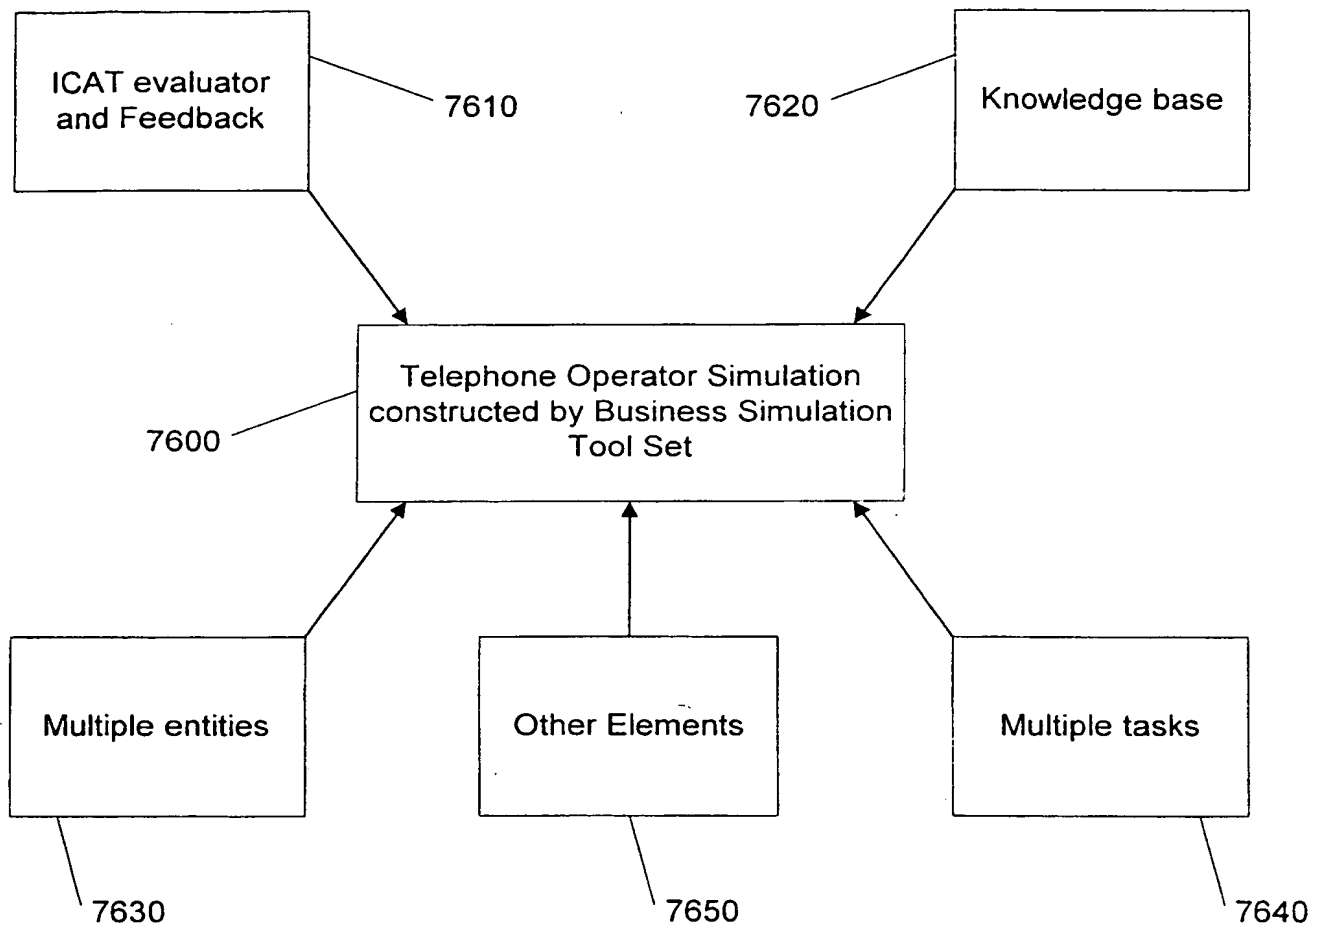 ICAT evaluator
and Feedback
7610
7620
Knowledge base
Telephone Operator Simulation
constructed by Business Simulation
Tool Set
7600
Multiple entities
Other Elements
Multiple tasks
7630
7650
7640